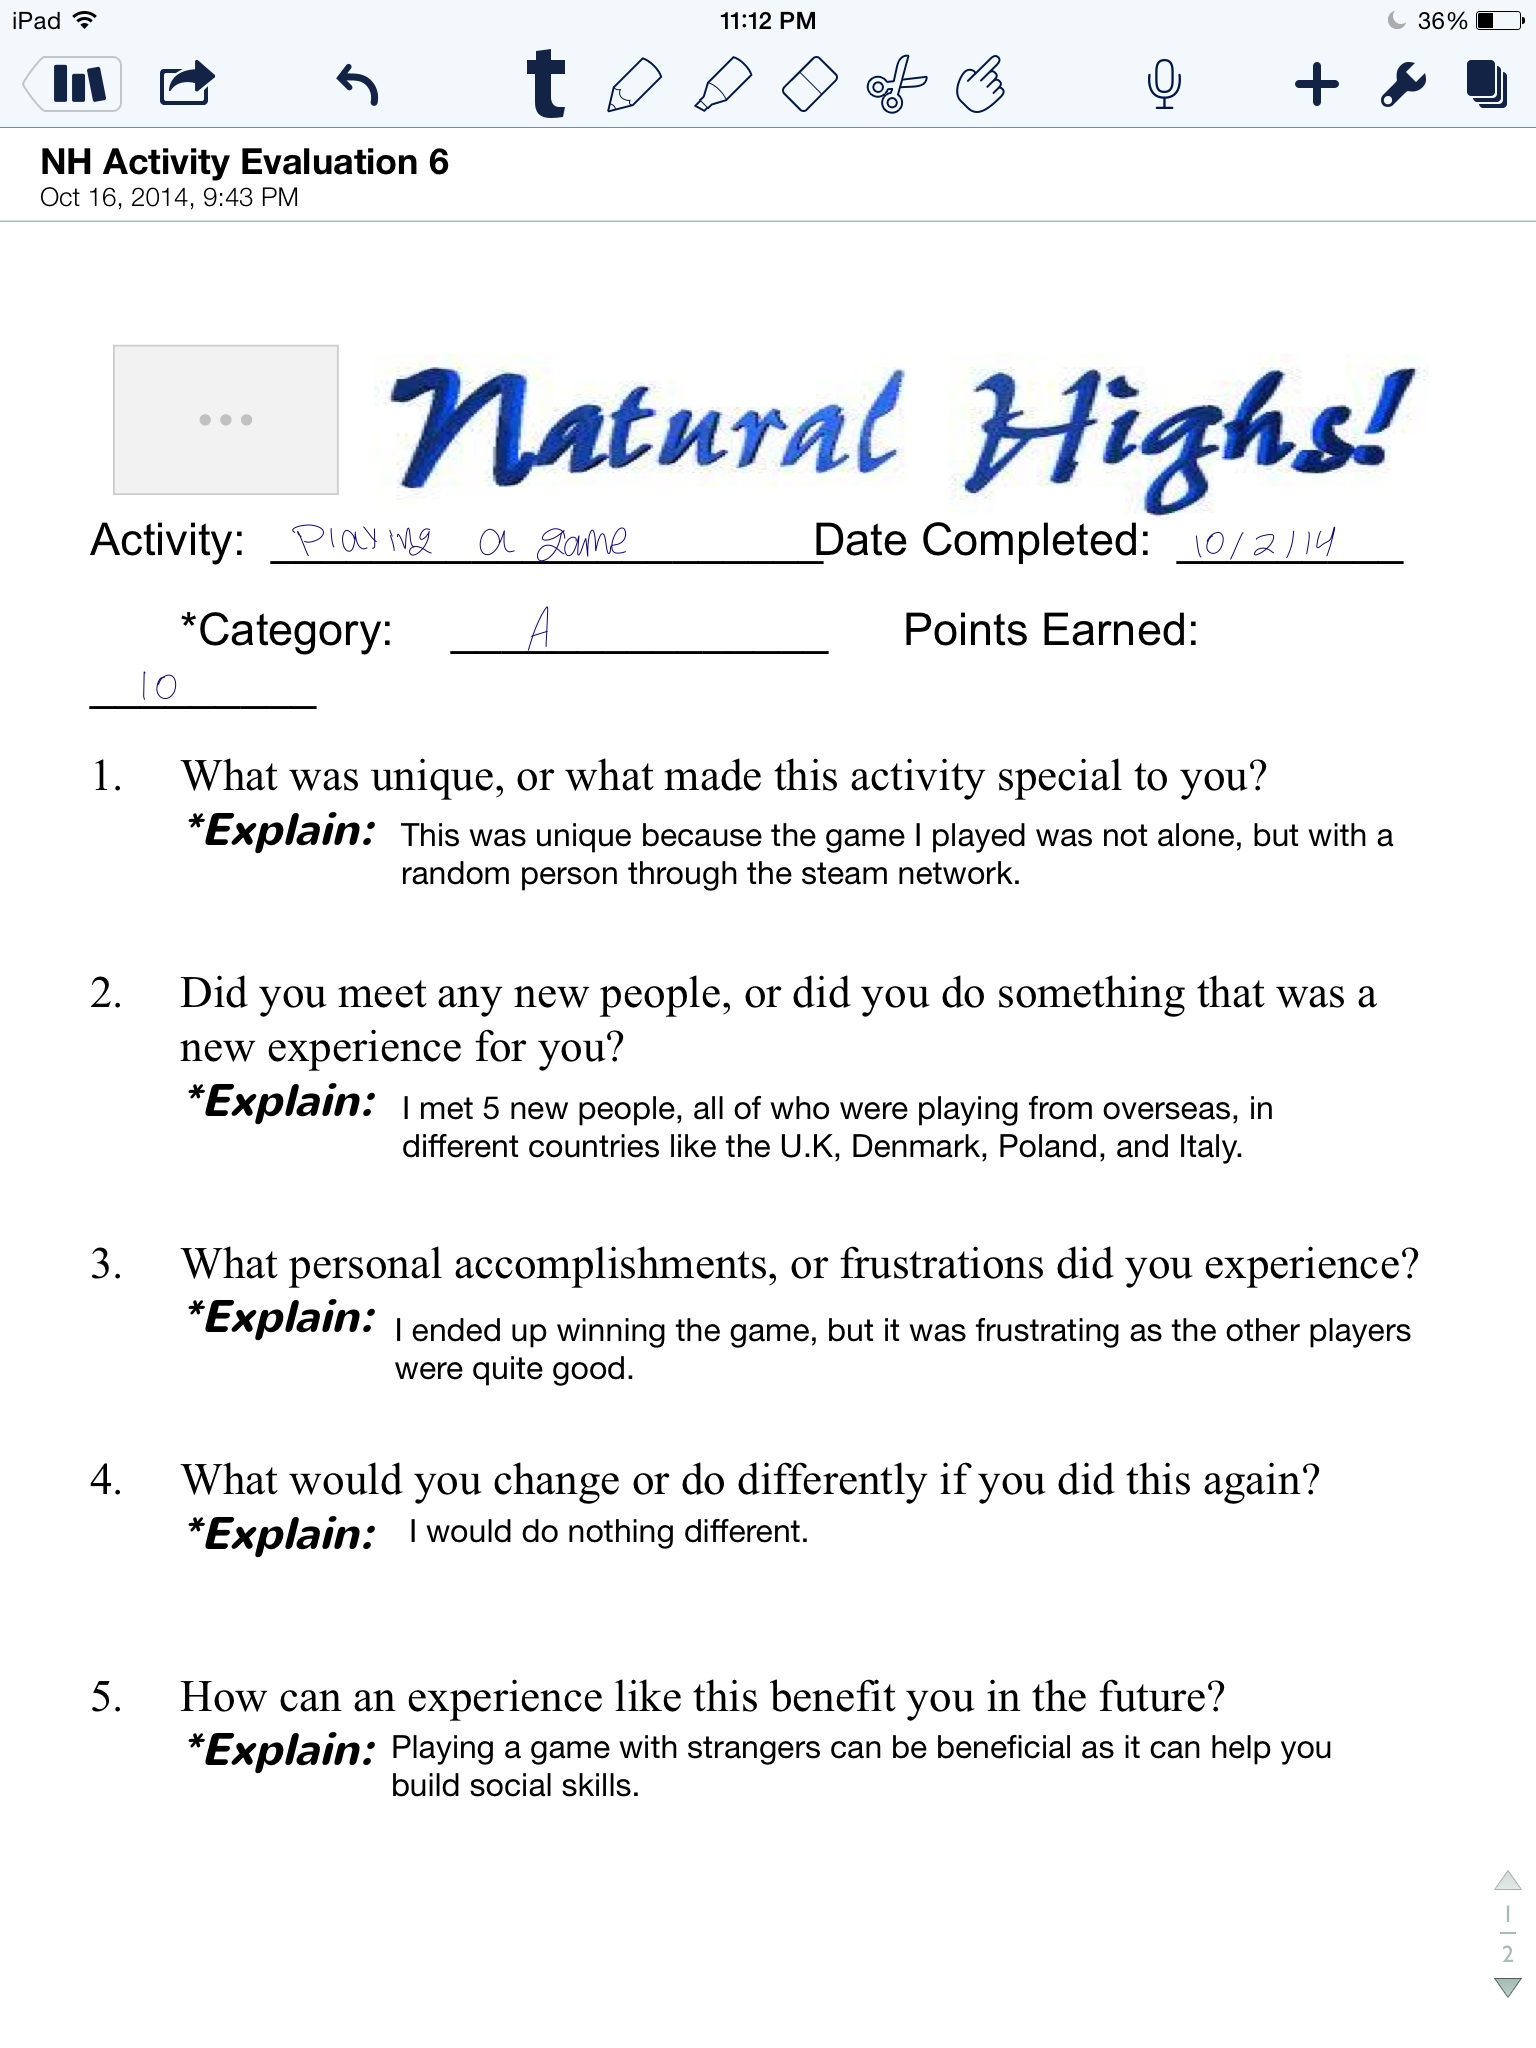 iPad 11:12 PM 36%
t
NH Activity Evaluation 6
Oct 16, 2014, 9:43 PM
Natural Highs!
Activity: Playing a game Date Completed: 10/2/14
*Category: A Points Earned:
10
1. What was unique, or what made this activity special to you?
*Explain: This was unique because the game I played was not alone, but with a
random person through the steam network.
2. Did you meet any new people, or did you do something that was a
new experience for you?
*Explain: I met 5 new people, all of who were playing from overseas, in
different countries like the U.K, Denmark, Poland, and Italy.
3. What personal accomplishments, or frustrations did you experience?
*Explain: I ended up winning the game, but it was frustrating as the other players
were quite good.
4. What would you change or do differently if you did this again?
*Explain: I would do nothing different.
5. How can an experience like this benefit you in the future?
*Explain: Playing a game with strangers can be beneficial as it can help you
build social skills.
1
2